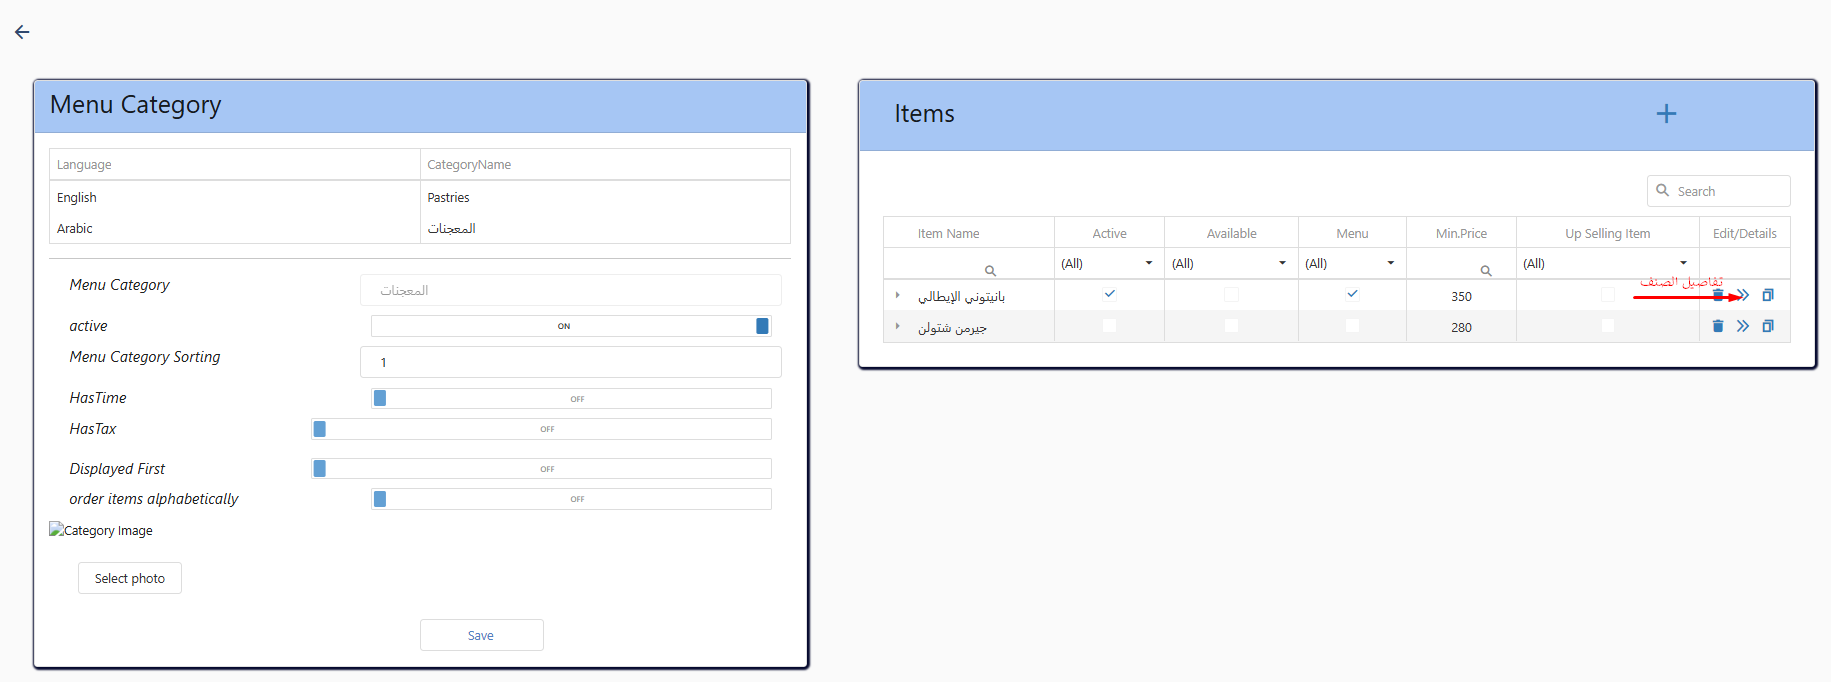 Menu Category
Language CategoryName
English Pastries
Arabic المعجنات
Menu Category المعجنات
active ON
Menu Category Sorting 1
HasTime OFF
HasTax OFF
Displayed First OFF
order items alphabetically OFF
Category Image
Select photo
Save
Items
Search
Item Name Active Available Menu Min.Price Up Selling Item Edit/Details
(All) (All) (All) (All)
تفاصيل الصنف
بانيتوني الإيطالي 350
جيرمن شتولن 280